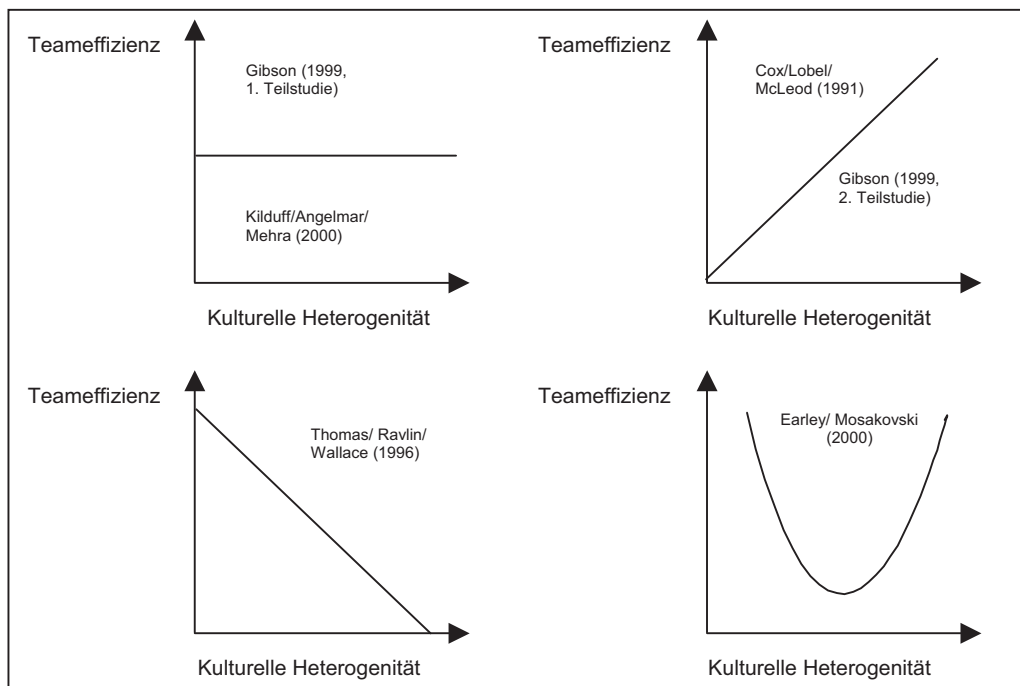 Teameffizienz
Gibson (1999,
1. Teilstudie)
Kilduff/Angelmar/
Mehra (2000)
Kulturelle Heterogenität
Teameffizienz
Cox/Lobel/
McLeod (1991)
Gibson (1999,
2. Teilstudie)
Kulturelle Heterogenität
Teameffizienz
Thomas/ Ravlin/
Wallace (1996)
Kulturelle Heterogenität
Teameffizienz
Earley/ Mosakovski
(2000)
Kulturelle Heterogenität